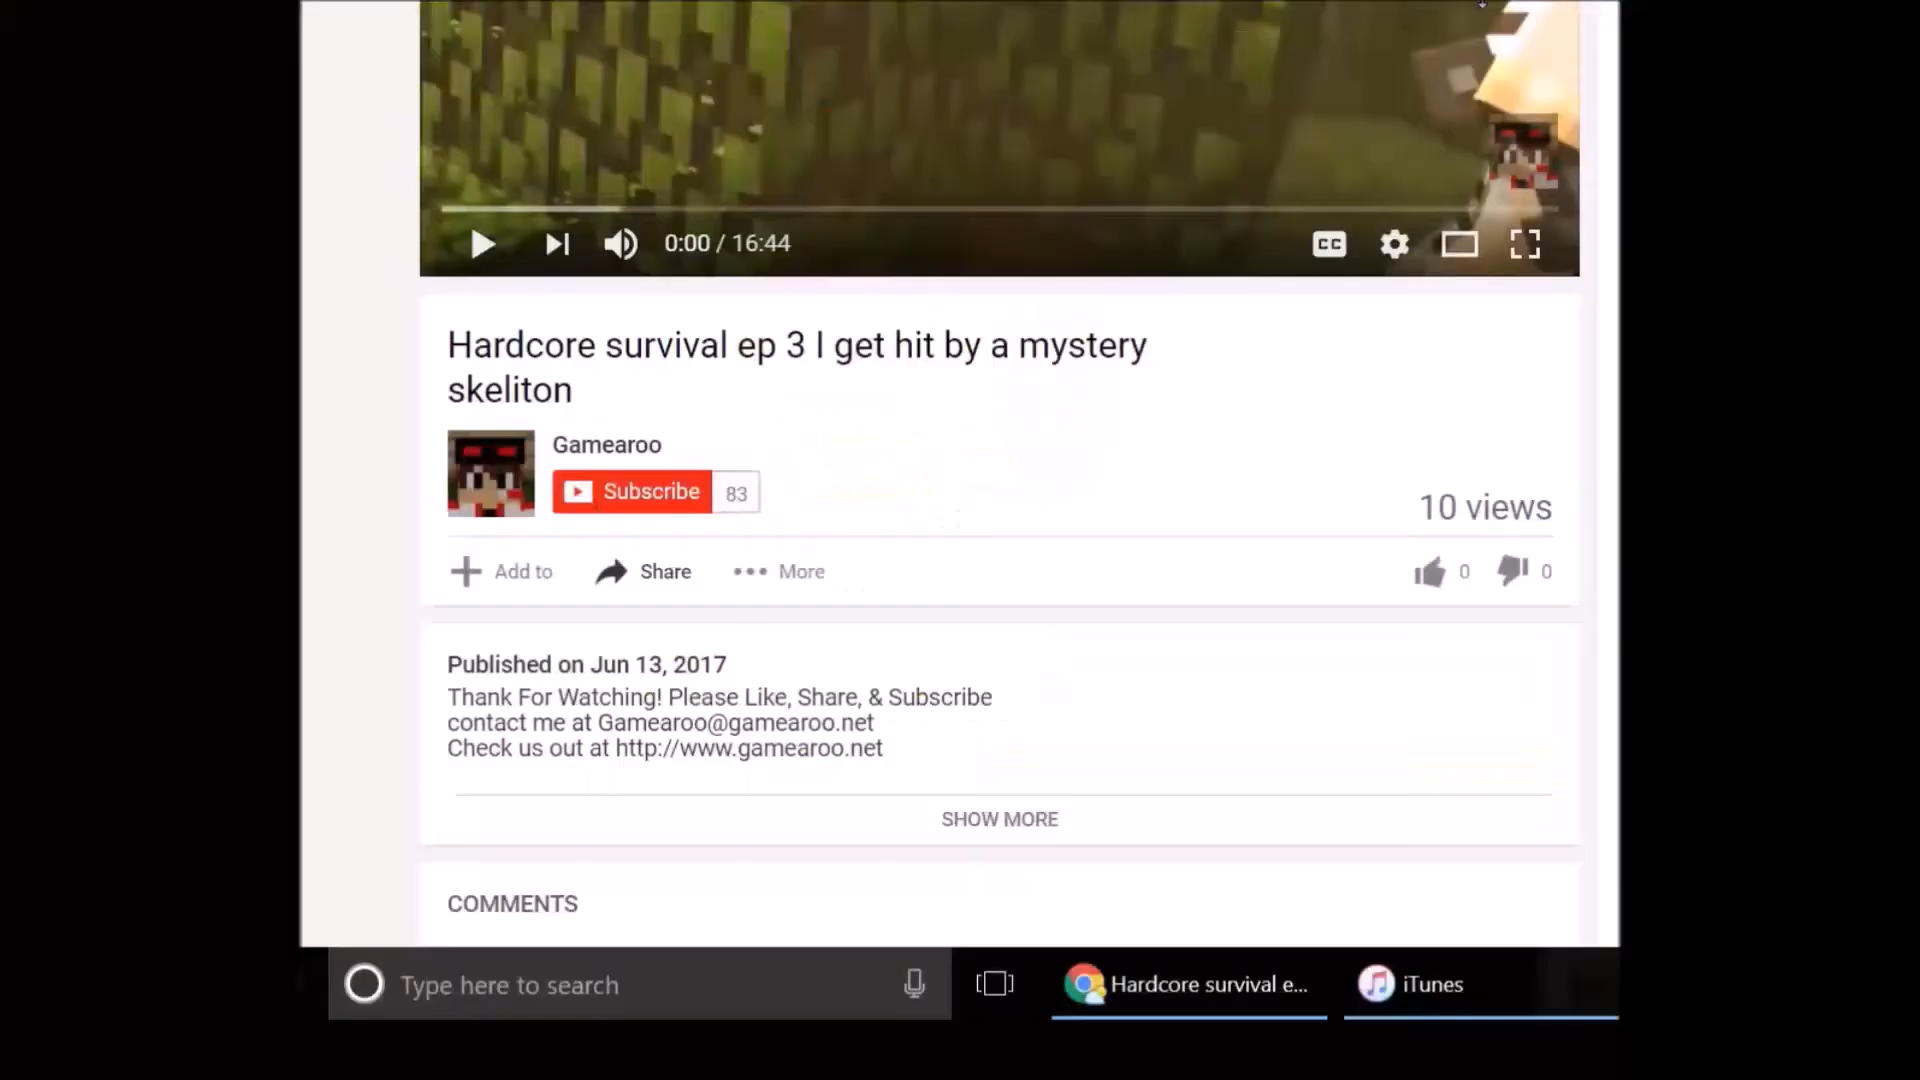 0:00 / 16:44
CC
Hardcore survival ep 3 I get hit by a mystery
skeliton
Gamearoo
Subscribe 83
10 views
Add to Share More 0 0
Published on Jun 13, 2017
Thank For Watching! Please Like, Share, & Subscribe
contact me at Gamearoo@gamearoo.net
Check us out at http://www.gamearoo.net
SHOW MORE
COMMENTS
Type here to search Hardcore survival e... iTunes